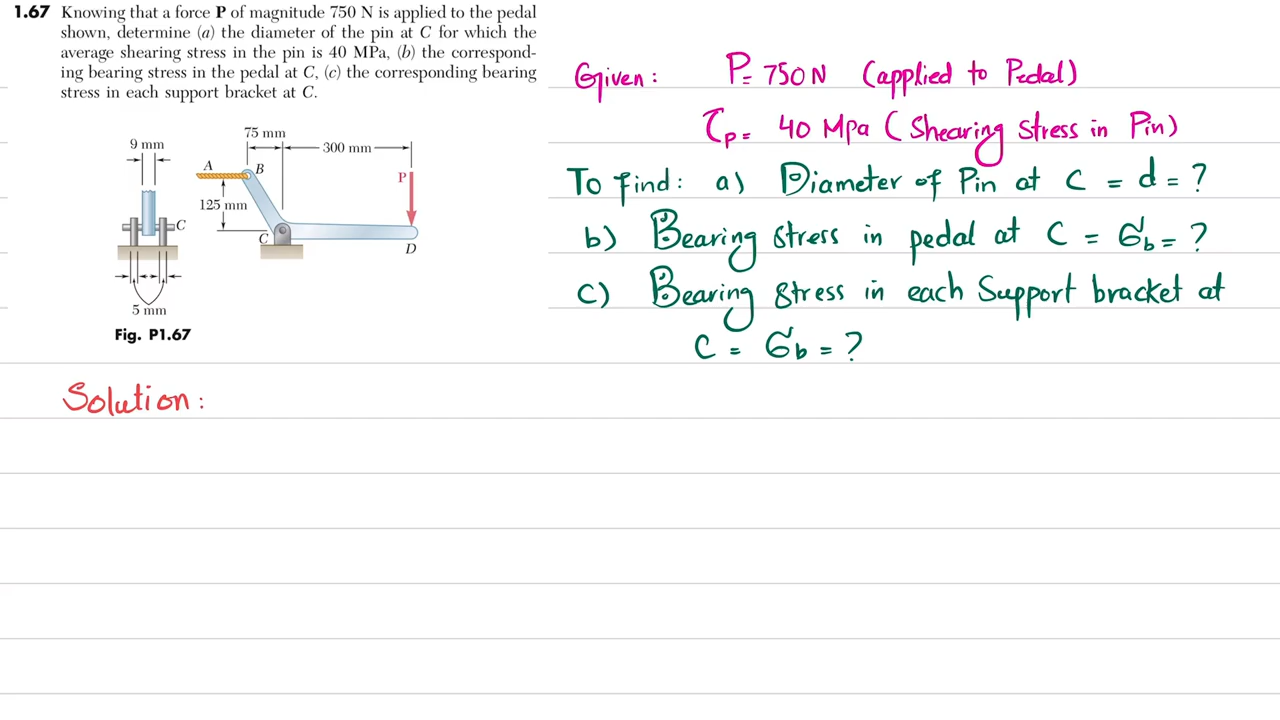 1.67 Knowing that a force P of magnitude 750 N is applied to the pedal
shown, determine (a) the diameter of the pin at C for which the
average shearing stress in the pin is 40 MPa, (b) the correspond-
ing bearing stress in the pedal at C, (c) the corresponding bearing
stress in each support bracket at C.
75 mm
9 mm
300 mm
A
B
P
125 mm
C
C
D
5 mm
Fig. P1.67
Given: P = 750 N (applied to Pedal)
τp = 40 Mpa (Shearing Stress in Pin)
To find: a) Diameter of Pin at C = d = ?
b) Bearing stress in pedal at C = σb = ?
c) Bearing stress in each Support bracket at
C = σb = ?
Solution: